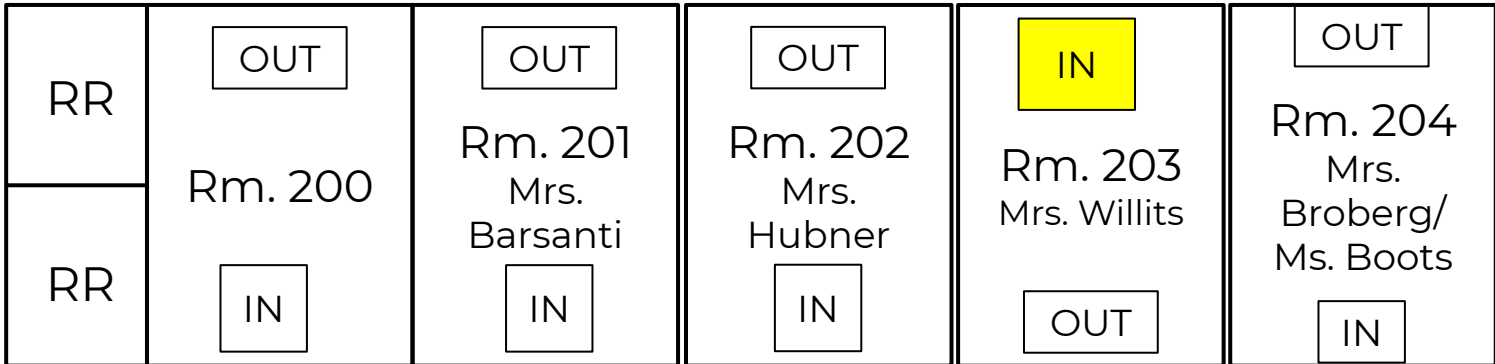 RR
RR
OUT
Rm. 200
IN
OUT
Rm. 201
Mrs.
Barsanti
IN
OUT
Rm. 202
Mrs.
Hubner
IN
IN
Rm. 203
Mrs. Willits
OUT
OUT
Rm. 204
Mrs.
Broberg/
Ms. Boots
IN